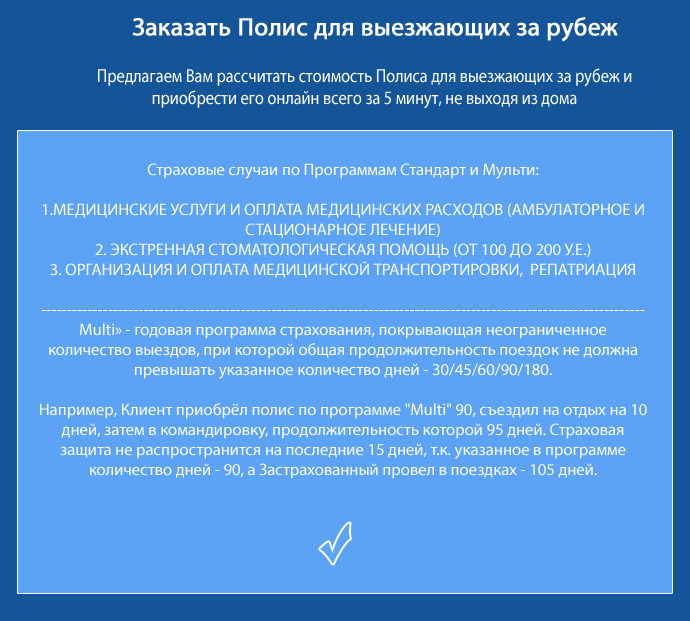 Заказать Полис для выезжающих за рубеж
Предлагаем Вам рассчитать стоимость Полиса для выезжающих за рубеж и
приобрести его онлайн всего за 5 минут, не выходя из дома
Страховые случаи по Программам Стандарт и Мульти:
1.МЕДИЦИНСКИЕ УСЛУГИ И ОПЛАТА МЕДИЦИНСКИХ РАСХОДОВ (АМБУЛАТОРНОЕ И
СТАЦИОНАРНОЕ ЛЕЧЕНИЕ)
2. ЭКСТРЕННАЯ СТОМАТОЛОГИЧЕСКАЯ ПОМОЩЬ (ОТ 100 ДО 200 У.Е.)
3. ОРГАНИЗАЦИЯ И ОПЛАТА МЕДИЦИНСКОЙ ТРАНСПОРТИРОВКИ, РЕПАТРИАЦИЯ
Multi» - годовая программа страхования, покрывающая неограниченное
количество выездов, при которой общая продолжительность поездок не должна
превышать указанное количество дней - 30/45/60/90/180.
Например, Клиент приобрёл полис по программе "Multi" 90, съездил на отдых на 10
дней, затем в командировку, продолжительность которой 95 дней. Страховая
защита не распространится на последние 15 дней, т.к. указанное в программе
количество дней - 90, а Застрахованный провел в поездках - 105 дней.